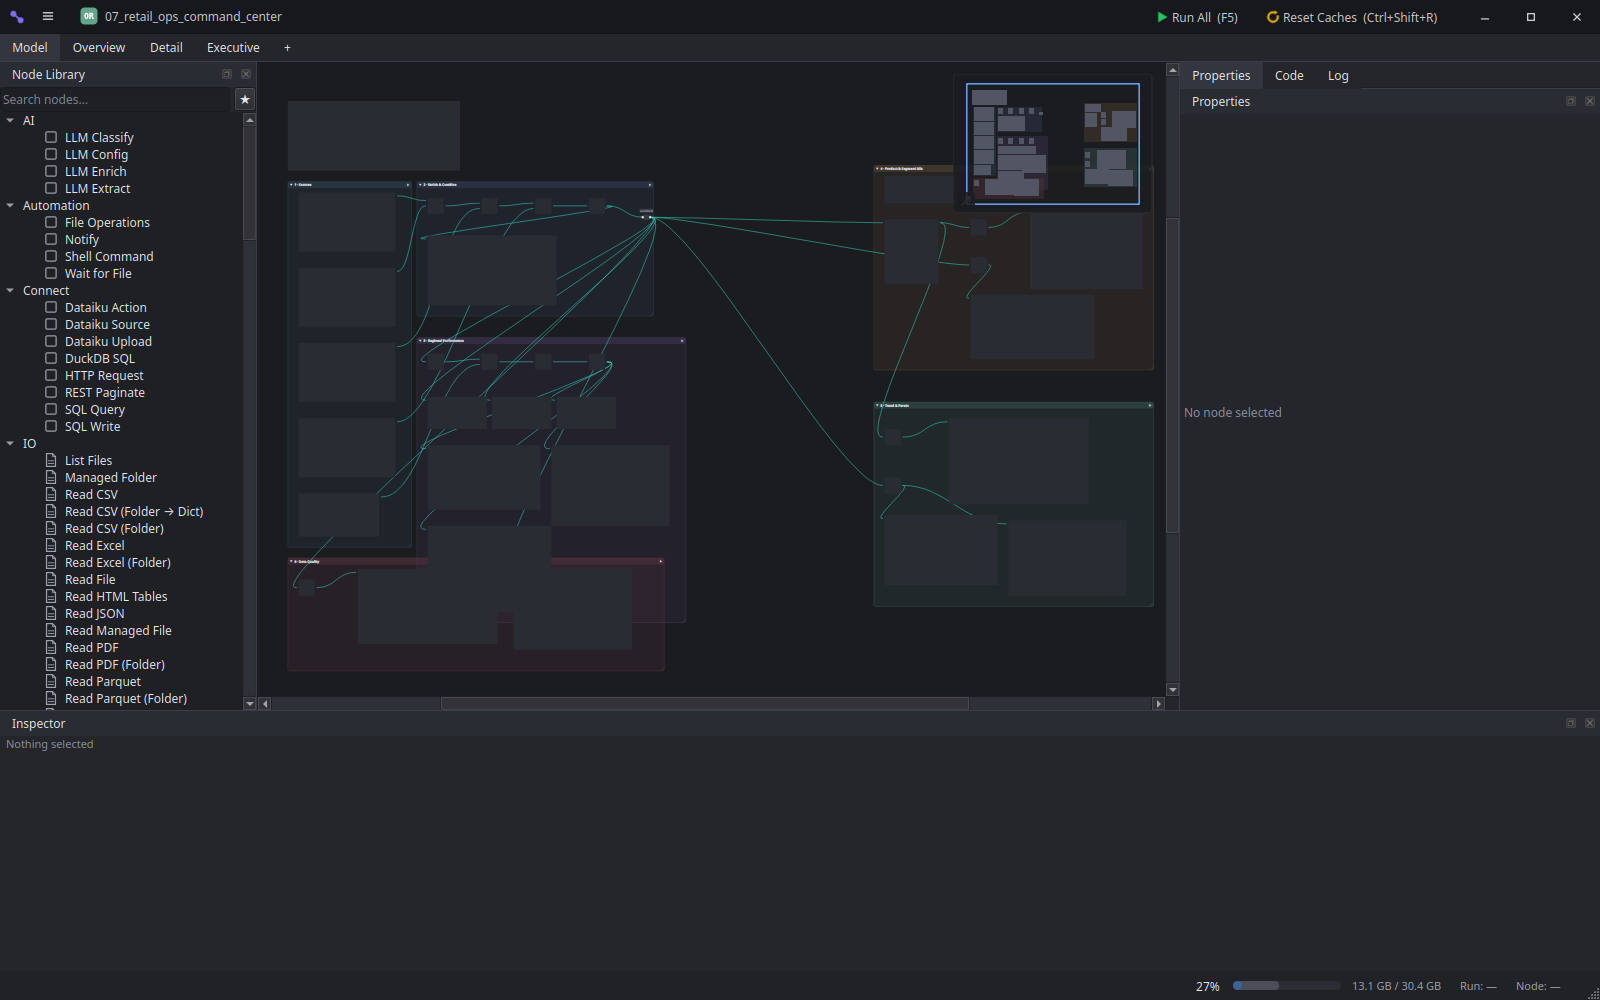 OR 07_retail_ops_command_center
Run All (F5)
Reset Caches (Ctrl+Shift+R)
Model
Overview
Detail
Executive
+
Node Library
Search nodes...
AI
LLM Classify
LLM Config
LLM Enrich
LLM Extract
Automation
File Operations
Notify
Shell Command
Wait for File
Connect
Dataiku Action
Dataiku Source
Dataiku Upload
DuckDB SQL
HTTP Request
REST Paginate
SQL Query
SQL Write
IO
List Files
Managed Folder
Read CSV
Read CSV (Folder → Dict)
Read CSV (Folder)
Read Excel
Read Excel (Folder)
Read File
Read HTML Tables
Read JSON
Read Managed File
Read PDF
Read PDF (Folder)
Read Parquet
Read Parquet (Folder)
3 · Regional Performance
Properties
Code
Log
Properties
No node selected
Inspector
Nothing selected
27%
13.1 GB / 30.4 GB
Run: —
Node: —